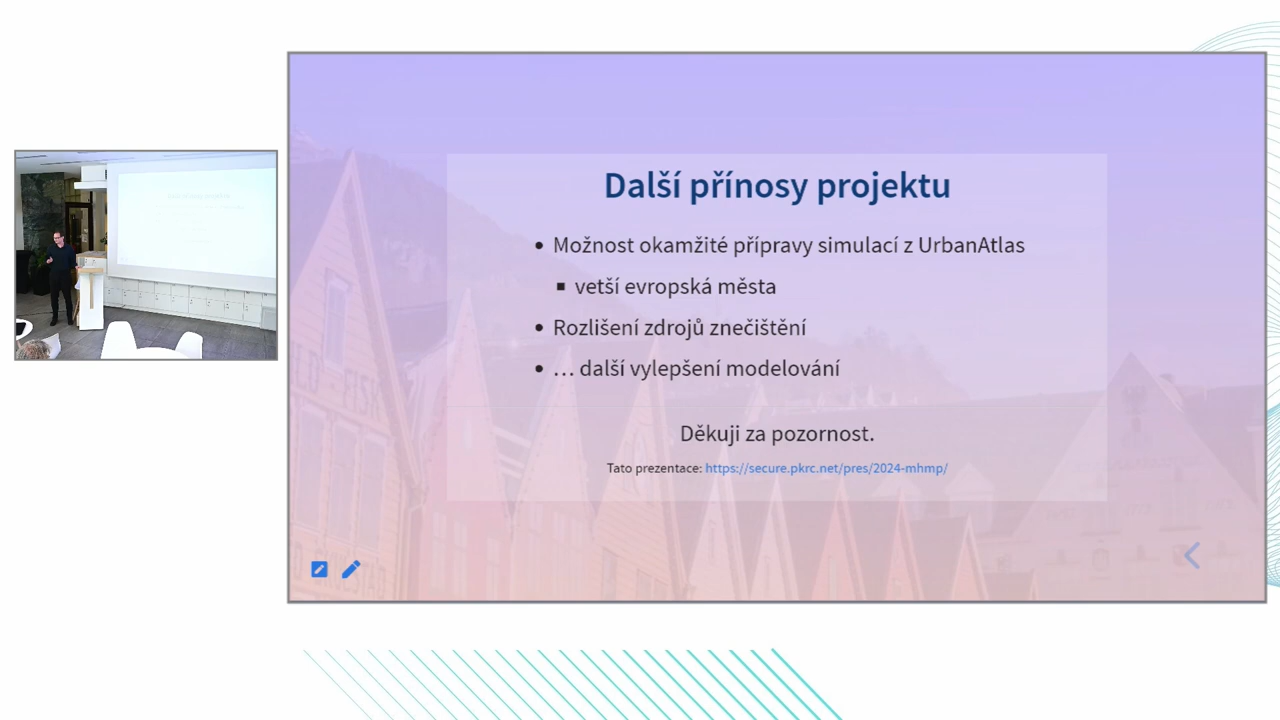 Další přínosy projektu
Možnost okamžité přípravy simulací z UrbanAtlas
vetší evropská města
Rozlišení zdrojů znečištění
… další vylepšení modelování
Děkuji za pozornost.
Tato prezentace: https://secure.pkrc.net/pres/2024-mhmp/